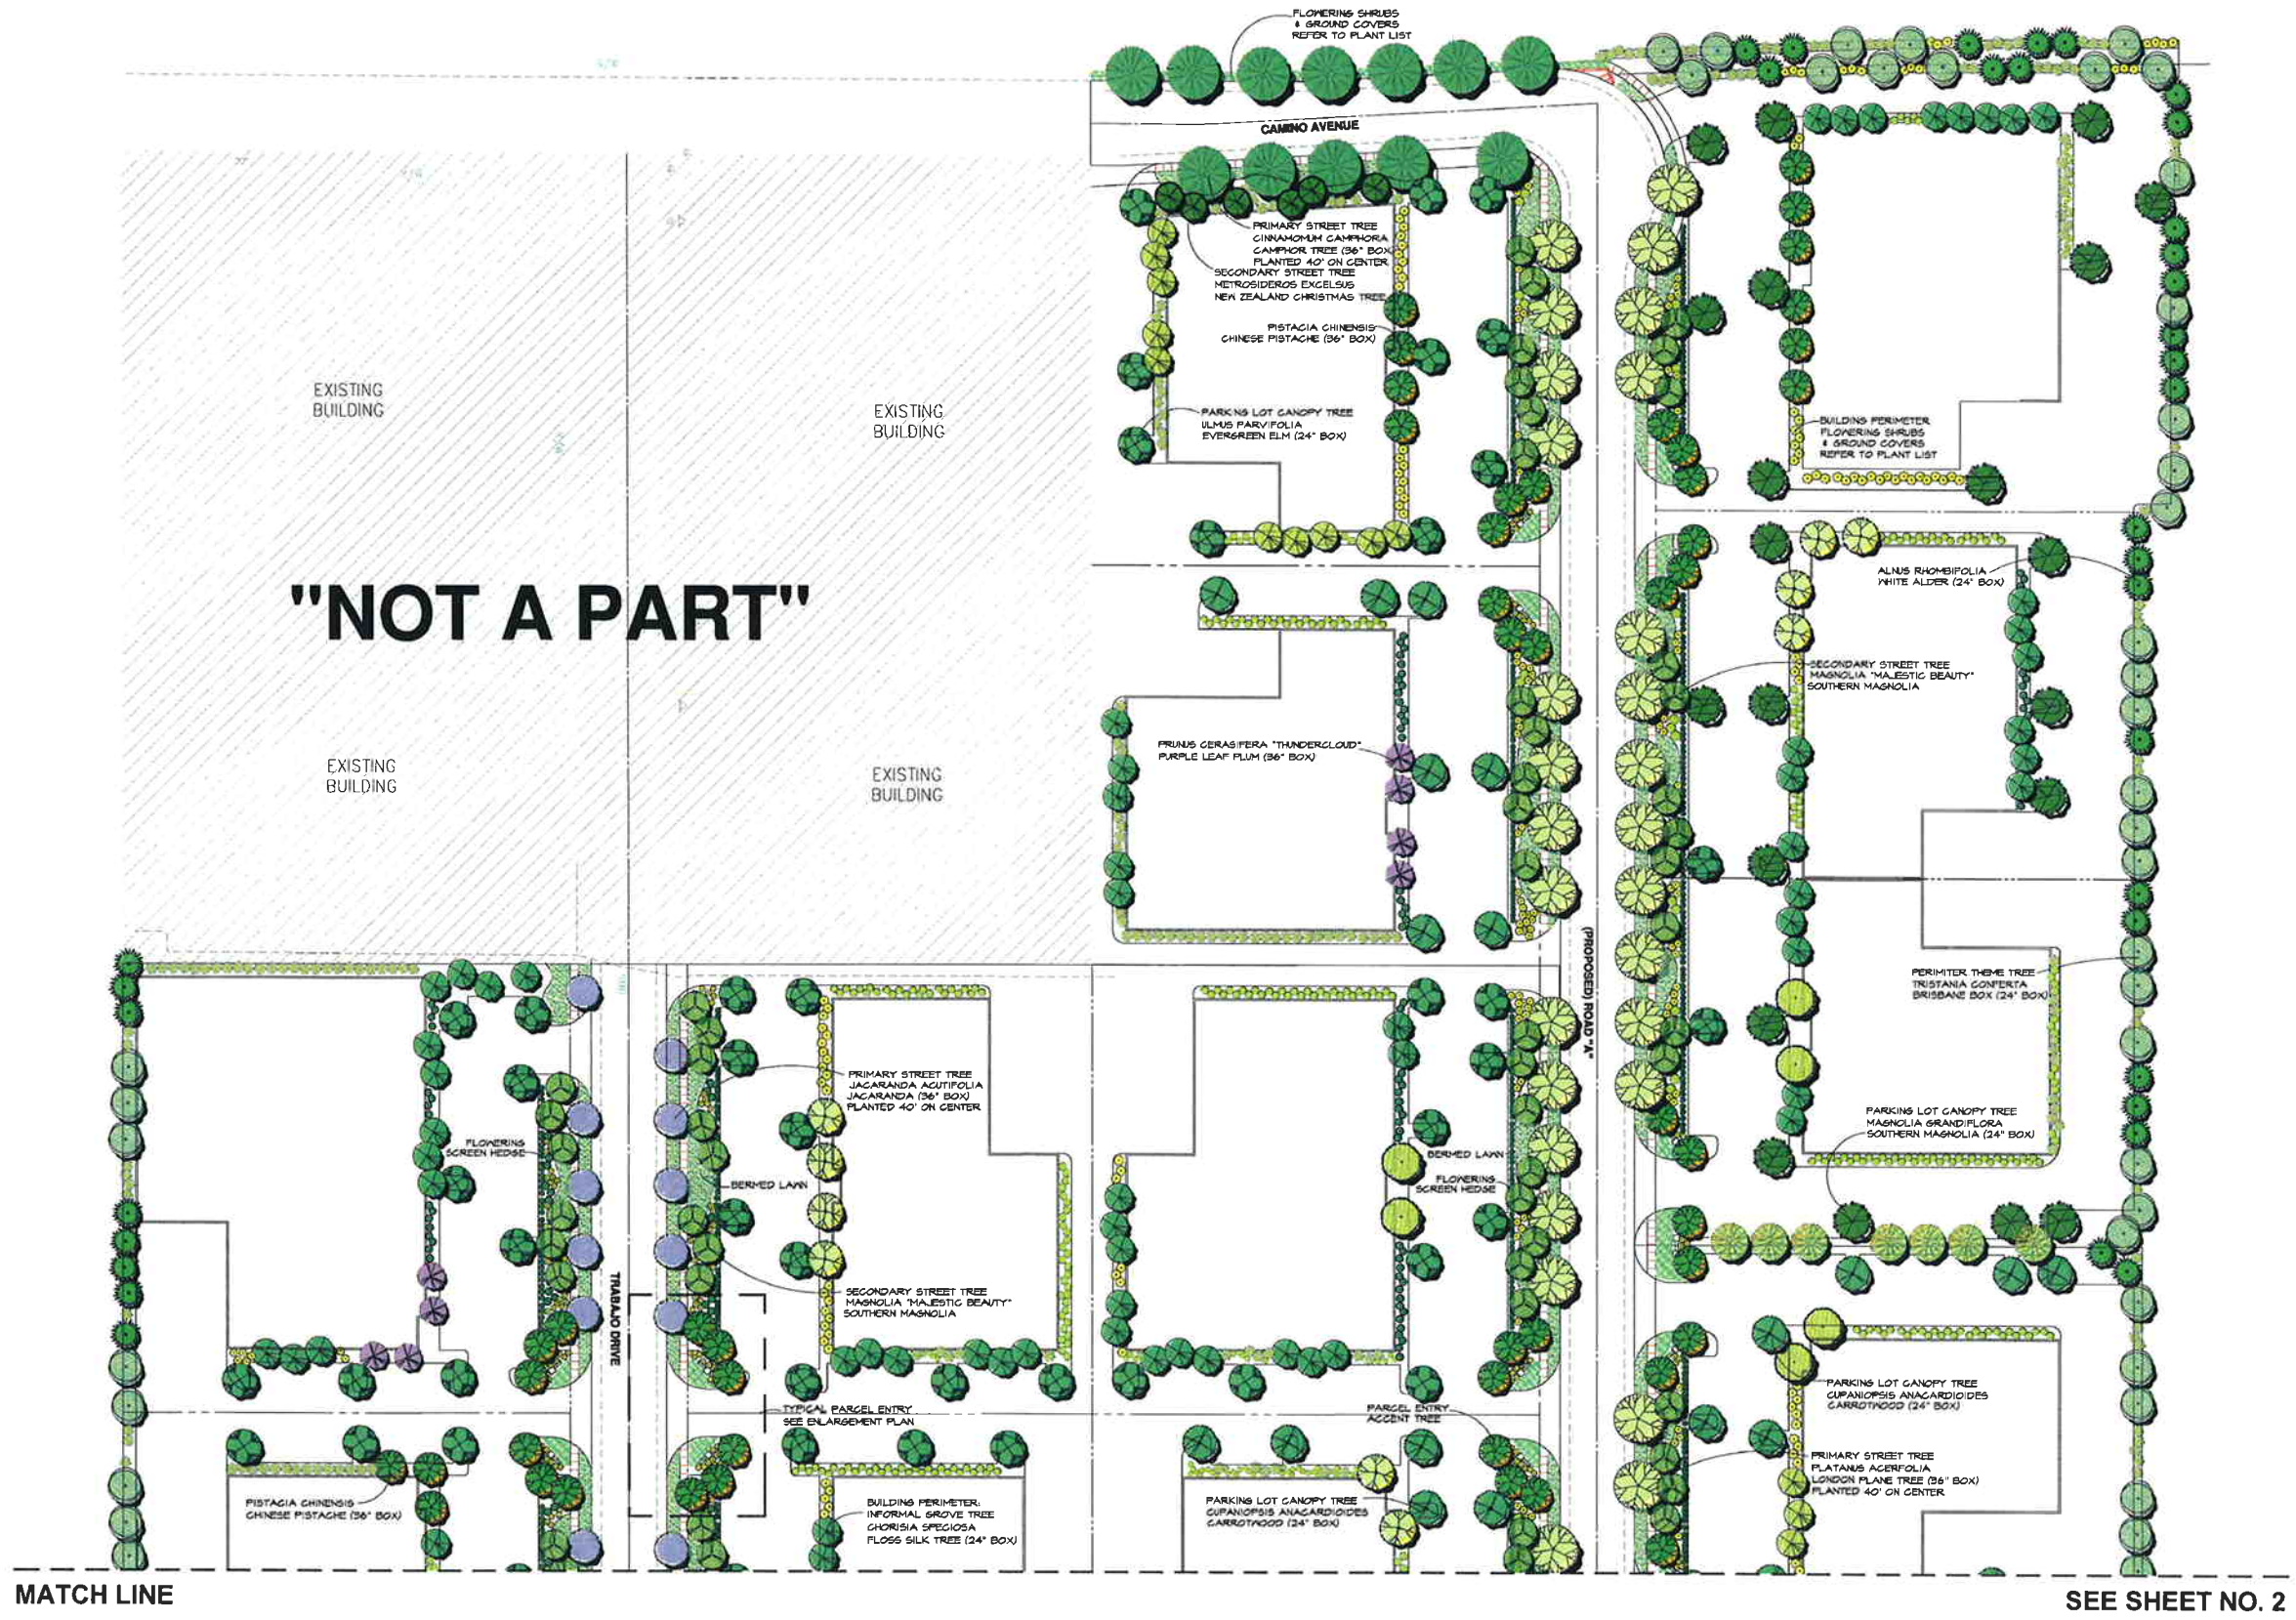 FLOWERING SHRUBS
& GROUND COVERS
REFER TO PLANT LIST
CAMINO AVENUE
PRIMARY STREET TREE
CINNAMOMUM CAMPHORA
CAMPHOR TREE (36" BOX)
PLANTED 40' ON CENTER
SECONDARY STREET TREE
METROSIDEROS EXCELSUS
NEW ZEALAND CHRISTMAS TREE
PISTACIA CHINENSIS
CHINESE PISTACHE (36" BOX)
EXISTING
BUILDING
EXISTING
BUILDING
PARKING LOT CANOPY TREE
ULMUS PARVIFOLIA
EVERGREEN ELM (24" BOX)
BUILDING PERIMETER
FLOWERING SHRUBS
& GROUND COVERS
REFER TO PLANT LIST
"NOT A PART"
ALNUS RHOMBIFOLIA
WHITE ALDER (24" BOX)
SECONDARY STREET TREE
MAGNOLIA "MAJESTIC BEAUTY"
SOUTHERN MAGNOLIA
PRUNUS CERASIFERA "THUNDERCLOUD"
PURPLE LEAF PLUM (36" BOX)
EXISTING
BUILDING
EXISTING
BUILDING
(PROPOSED) ROAD "A"
PERIMITER THEME TREE
TRISTANIA CONFERTA
BRISBANE BOX (24" BOX)
PRIMARY STREET TREE
JACARANDA ACUTIFOLIA
JACARANDA (36" BOX)
PLANTED 40' ON CENTER
FLOWERING
SCREEN HEDGE
BERMED LAWN
BERMED LAWN
FLOWERING
SCREEN HEDGE
PARKING LOT CANOPY TREE
MAGNOLIA GRANDIFLORA
SOUTHERN MAGNOLIA (24" BOX)
TRABAJO DRIVE
SECONDARY STREET TREE
MAGNOLIA "MAJESTIC BEAUTY"
SOUTHERN MAGNOLIA
TYPICAL PARCEL ENTRY
SEE ENLARGEMENT PLAN
PARCEL ENTRY
ACCENT TREE
PARKING LOT CANOPY TREE
CUPANIOPSIS ANACARDIOIDES
CARROTWOOD (24" BOX)
PRIMARY STREET TREE
PLATANUS ACERFOLIA
LONDON PLANE TREE (36" BOX)
PLANTED 40' ON CENTER
PISTACIA CHINENSIS
CHINESE PISTACHE (36" BOX)
BUILDING PERIMETER:
INFORMAL GROVE TREE
CHORISIA SPECIOSA
FLOSS SILK TREE (24" BOX)
PARKING LOT CANOPY TREE
CUPANIOPSIS ANACARDIOIDES
CARROTWOOD (24" BOX)
MATCH LINE
SEE SHEET NO. 2